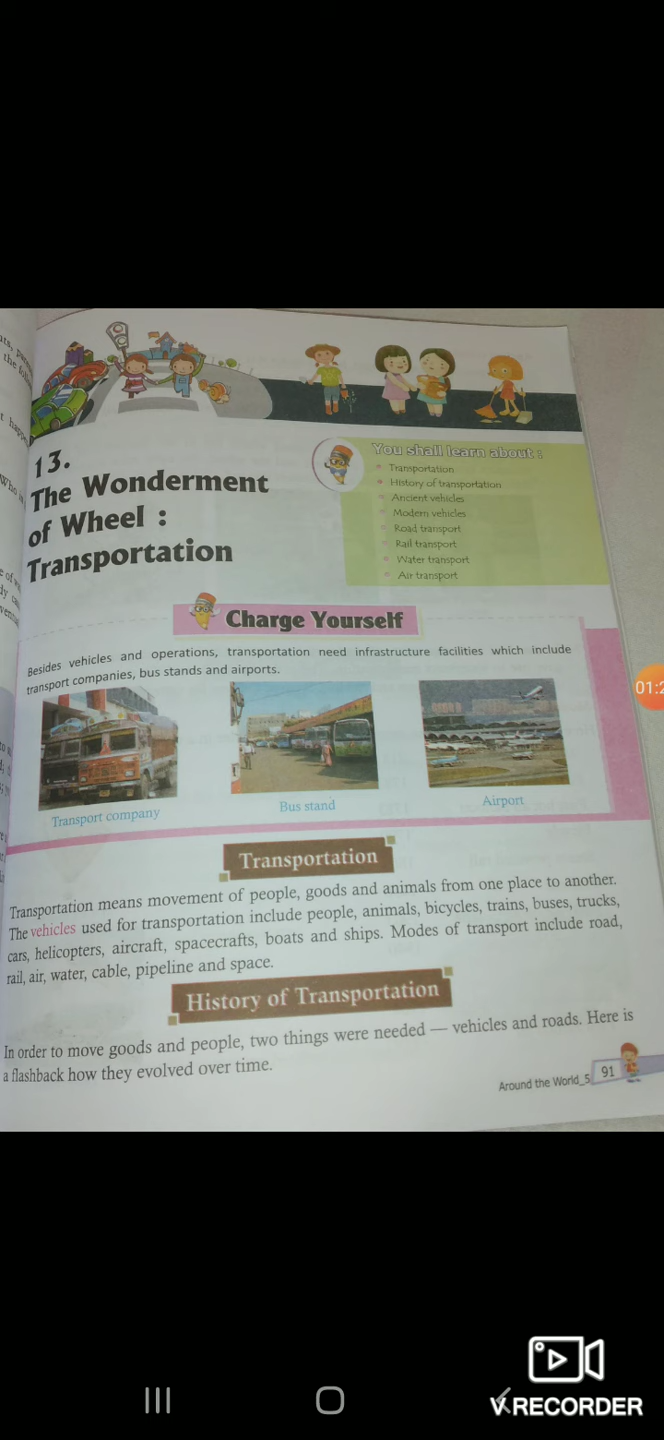 13.
The Wonderment
of Wheel :
Transportation
You shall learn about :
Transportation
History of transportation
Ancient vehicles
Modern vehicles
Road transport
Rail transport
Water transport
Air transport
Charge Yourself
Besides vehicles and operations, transportation need infrastructure facilities which include
transport companies, bus stands and airports.
Transport company
Bus stand
Airport
Transportation
Transportation means movement of people, goods and animals from one place to another.
The vehicles used for transportation include people, animals, bicycles, trains, buses, trucks,
cars, helicopters, aircraft, spacecrafts, boats and ships. Modes of transport include road,
rail, air, water, cable, pipeline and space.
History of Transportation
In order to move goods and people, two things were needed — vehicles and roads. Here is
a flashback how they evolved over time.
Around the World_5
91
V.RECORDER